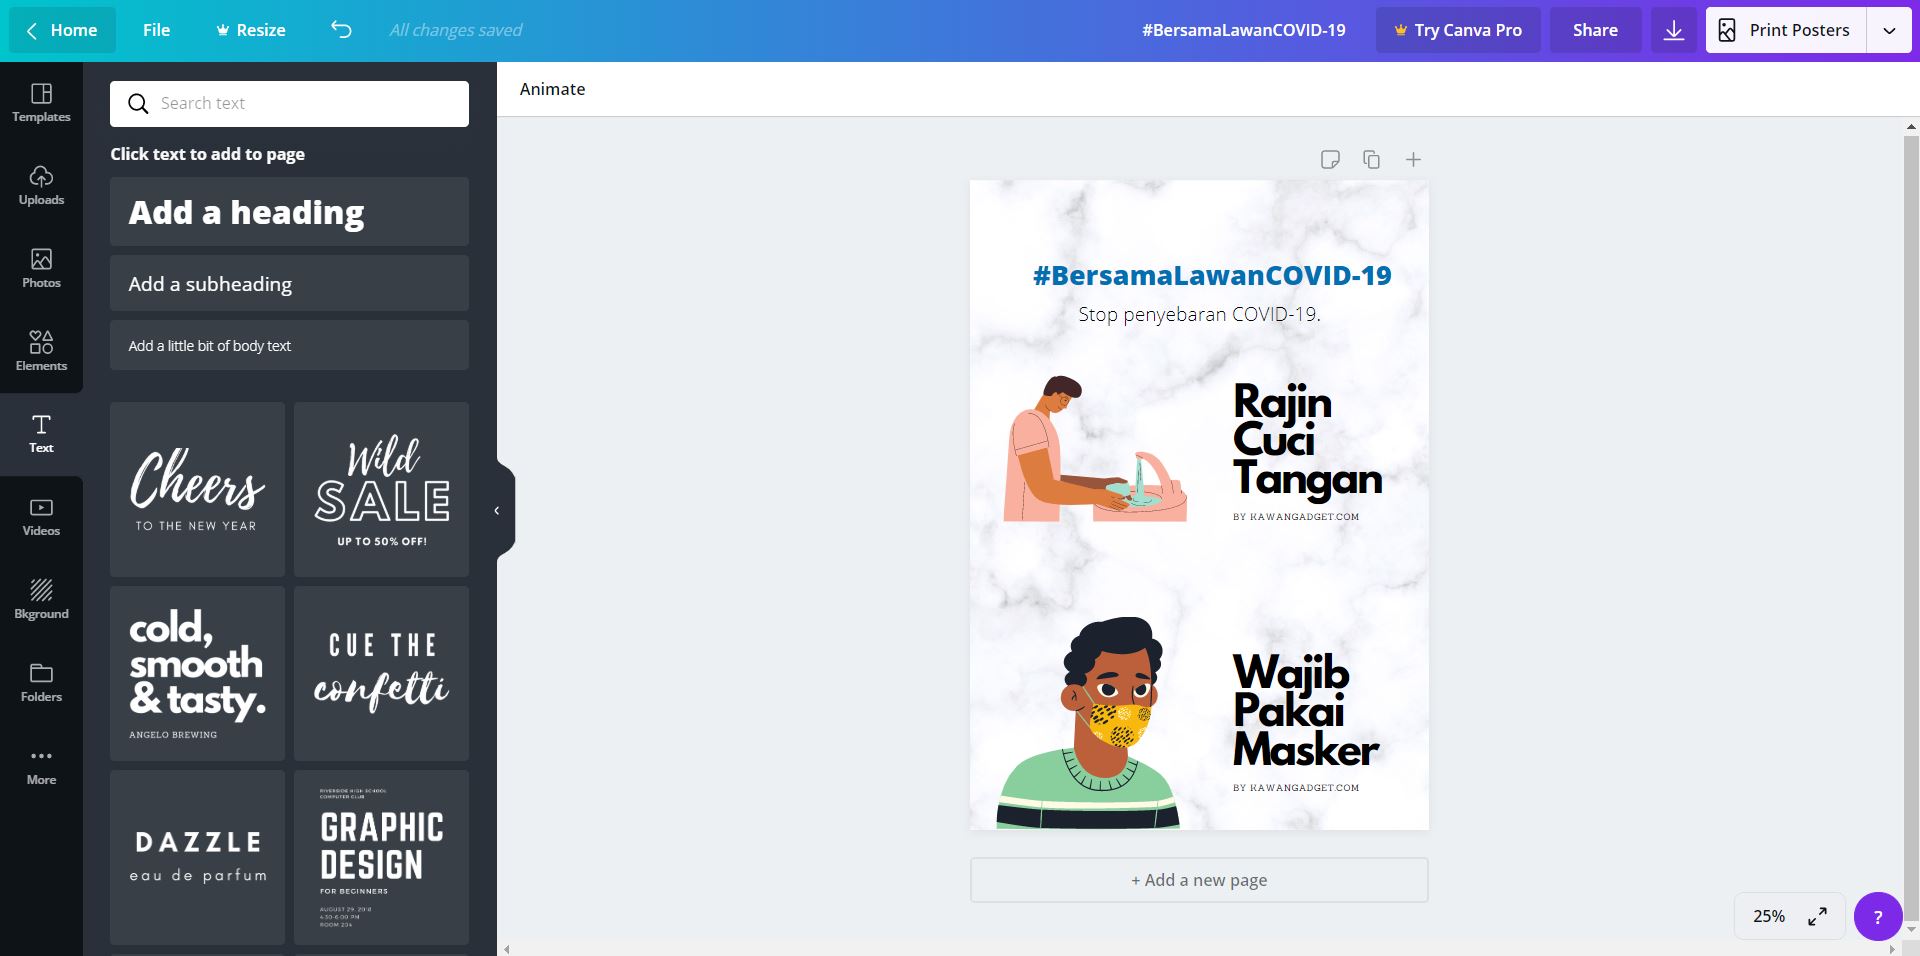 Home
File
Resize
All changes saved
#BersamaLawanCOVID-19
Try Canva Pro
Share
Print Posters
Templates
Uploads
Photos
Elements
Text
Videos
Bkground
Folders
More
Search text
Click text to add to page
Add a heading
Add a subheading
Add a little bit of body text
Cheers
TO THE NEW YEAR
Wild
SALE
UP TO 50% OFF!
cold,
smooth
& tasty.
ANGELO BREWING
CUE THE
confetti
DAZZLE
eau de parfum
RIVERSIDE HIGH SCHOOL
COMPUTER CLUB
GRAPHIC
DESIGN
FOR BEGINNERS
AUGUST 29, 2018
4:30-6:00 PM
ROOM 204
Animate
#BersamaLawanCOVID-19
Stop penyebaran COVID-19.
Rajin
Cuci
Tangan
BY KAWANGADGET.COM
Wajib
Pakai
Masker
BY KAWANGADGET.COM
+ Add a new page
25%
?